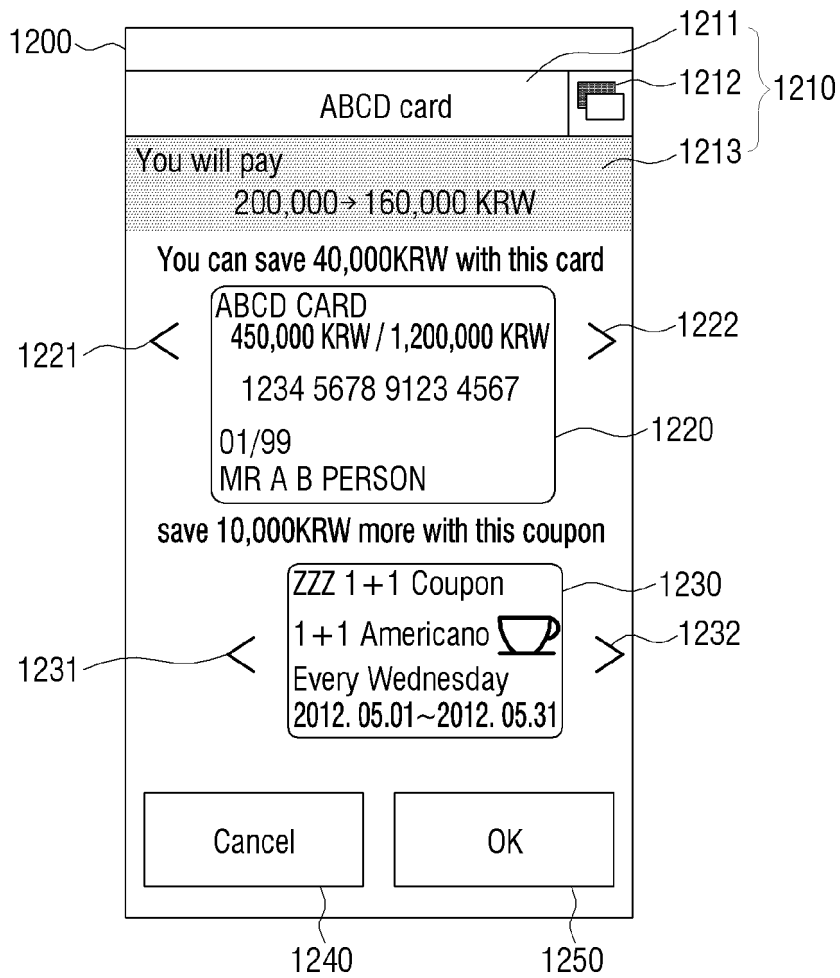 1200
1211
1212
1210
ABCD card
1213
You will pay
200,000→160,000 KRW
You can save 40,000KRW with this card
ABCD CARD
450,000 KRW / 1,200,000 KRW
1221
1222
1234 5678 9123 4567
1220
01/99
MR A B PERSON
save 10,000KRW more with this coupon
ZZZ 1+1 Coupon
1230
1+1 Americano
1232
1231
Every Wednesday
2012. 05.01~2012. 05.31
Cancel
OK
1240
1250